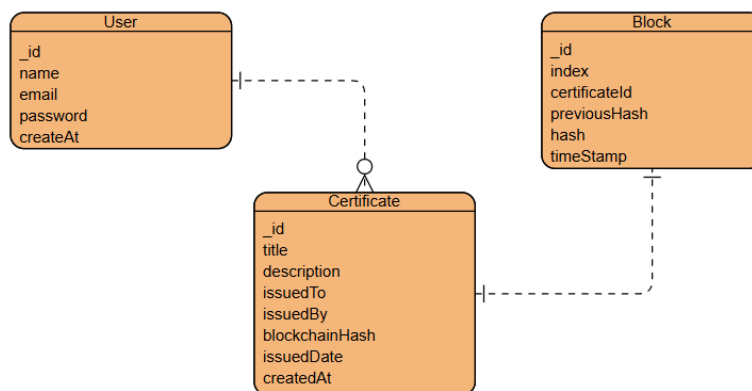 User
_id
name
email
password
createAt
Block
_id
index
certificateId
previousHash
hash
timeStamp
Certificate
_id
title
description
issuedTo
issuedBy
blockchainHash
issuedDate
createdAt